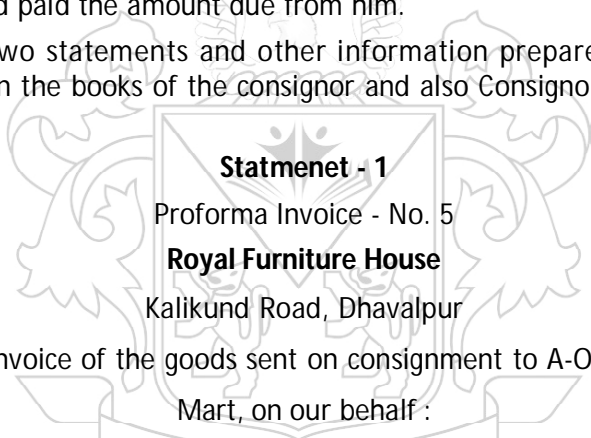 d paid the amount due from him.
wo statements and other information prepare
n the books of the consignor and also Consigno
Statmenet - 1
Proforma Invoice - No. 5
Royal Furniture House
Kalikund Road, Dhavalpur
nvoice of the goods sent on consignment to A-O
Mart, on our behalf :